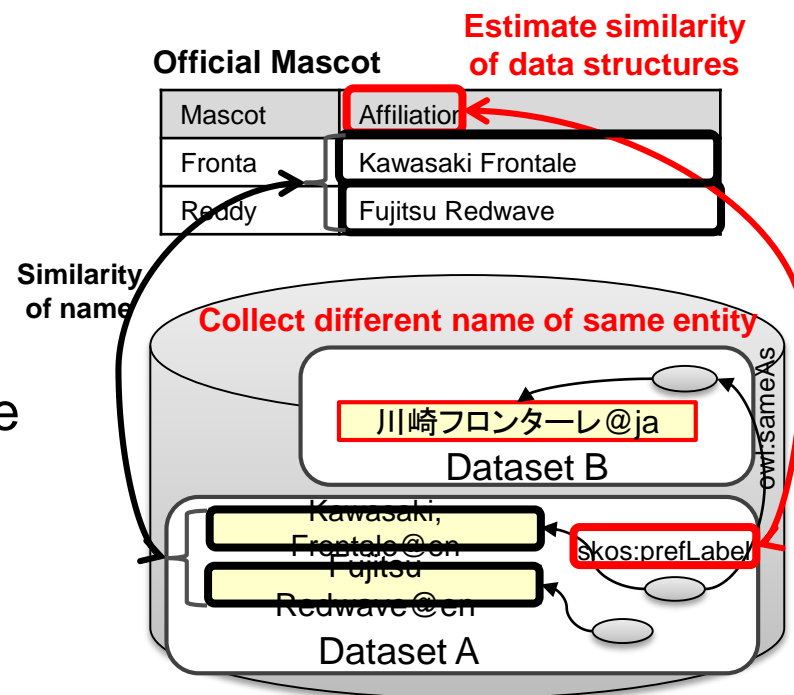 Estimate similarity
of data structures
Official Mascot
Mascot Affiliation
Fronta Kawasaki Frontale
Reddy Fujitsu Redwave
Similarity
of name
Collect different name of same entity
owl:sameAs
e
川崎フロンターレ@ja
Dataset B
Kawasaki,
Frontale@en
skos:prefLabel
Fujitsu
Redwave@en
Dataset A